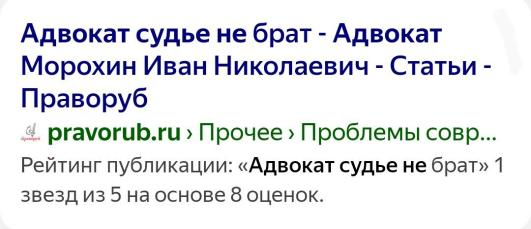 Адвокат судье не брат - Адвокат
Морохин Иван Николаевич - Статьи -
Праворуб
pravorub.ru › Прочее › Проблемы совр...
Рейтинг публикации: «Адвокат судье не брат» 1
звезд из 5 на основе 8 оценок.